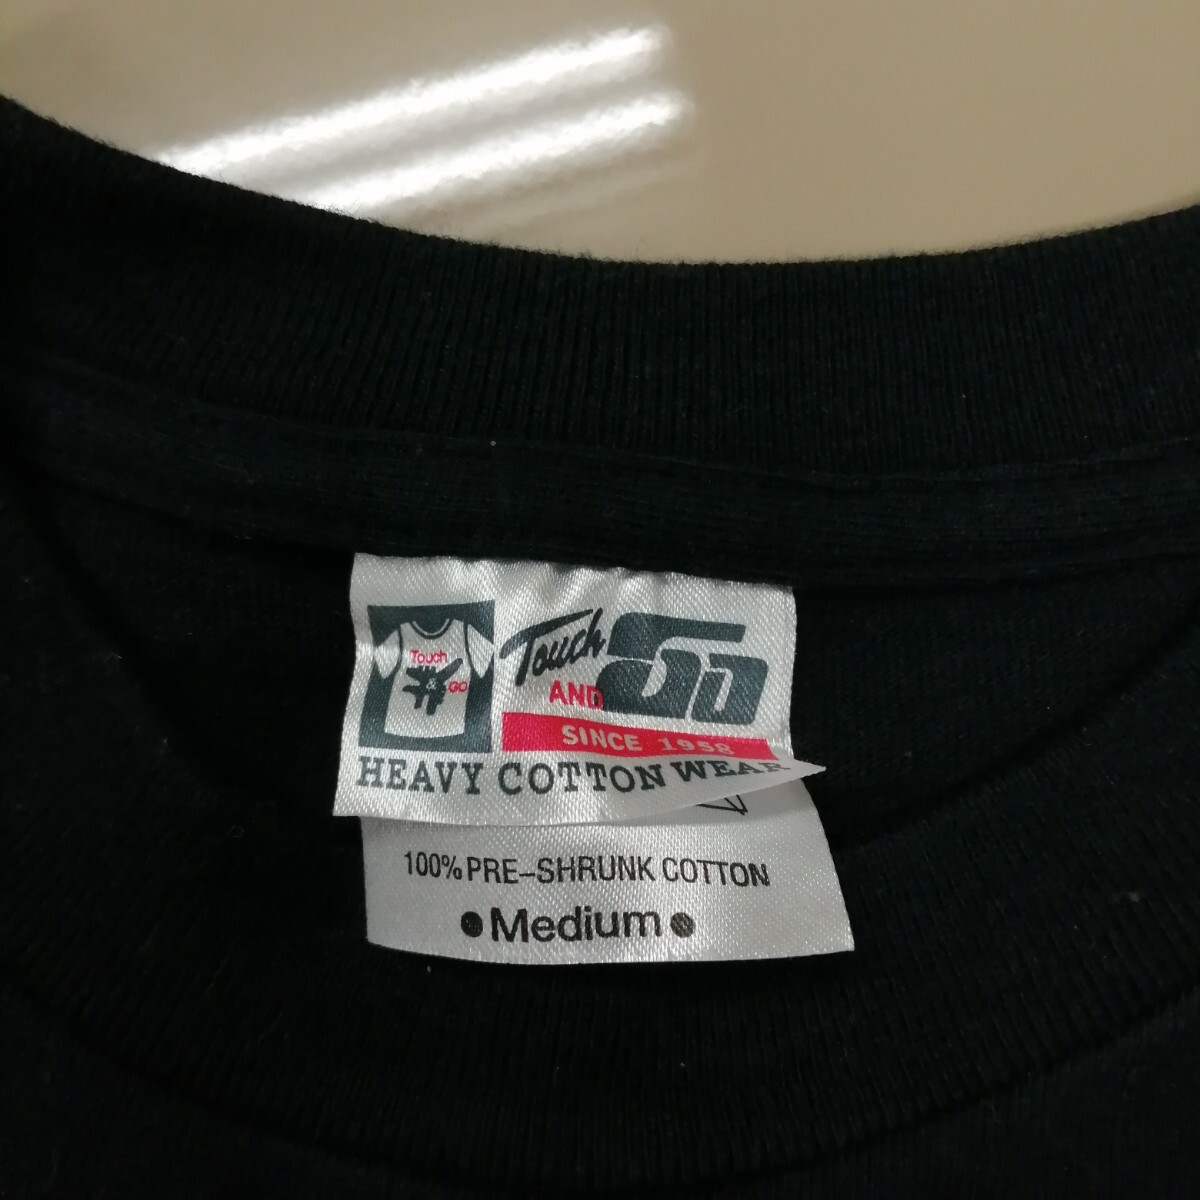 Touch
& GO
Touch
AND GO
SINCE 1958
HEAVY COTTON WEAR
100% PRE-SHRUNK COTTON
●Medium●